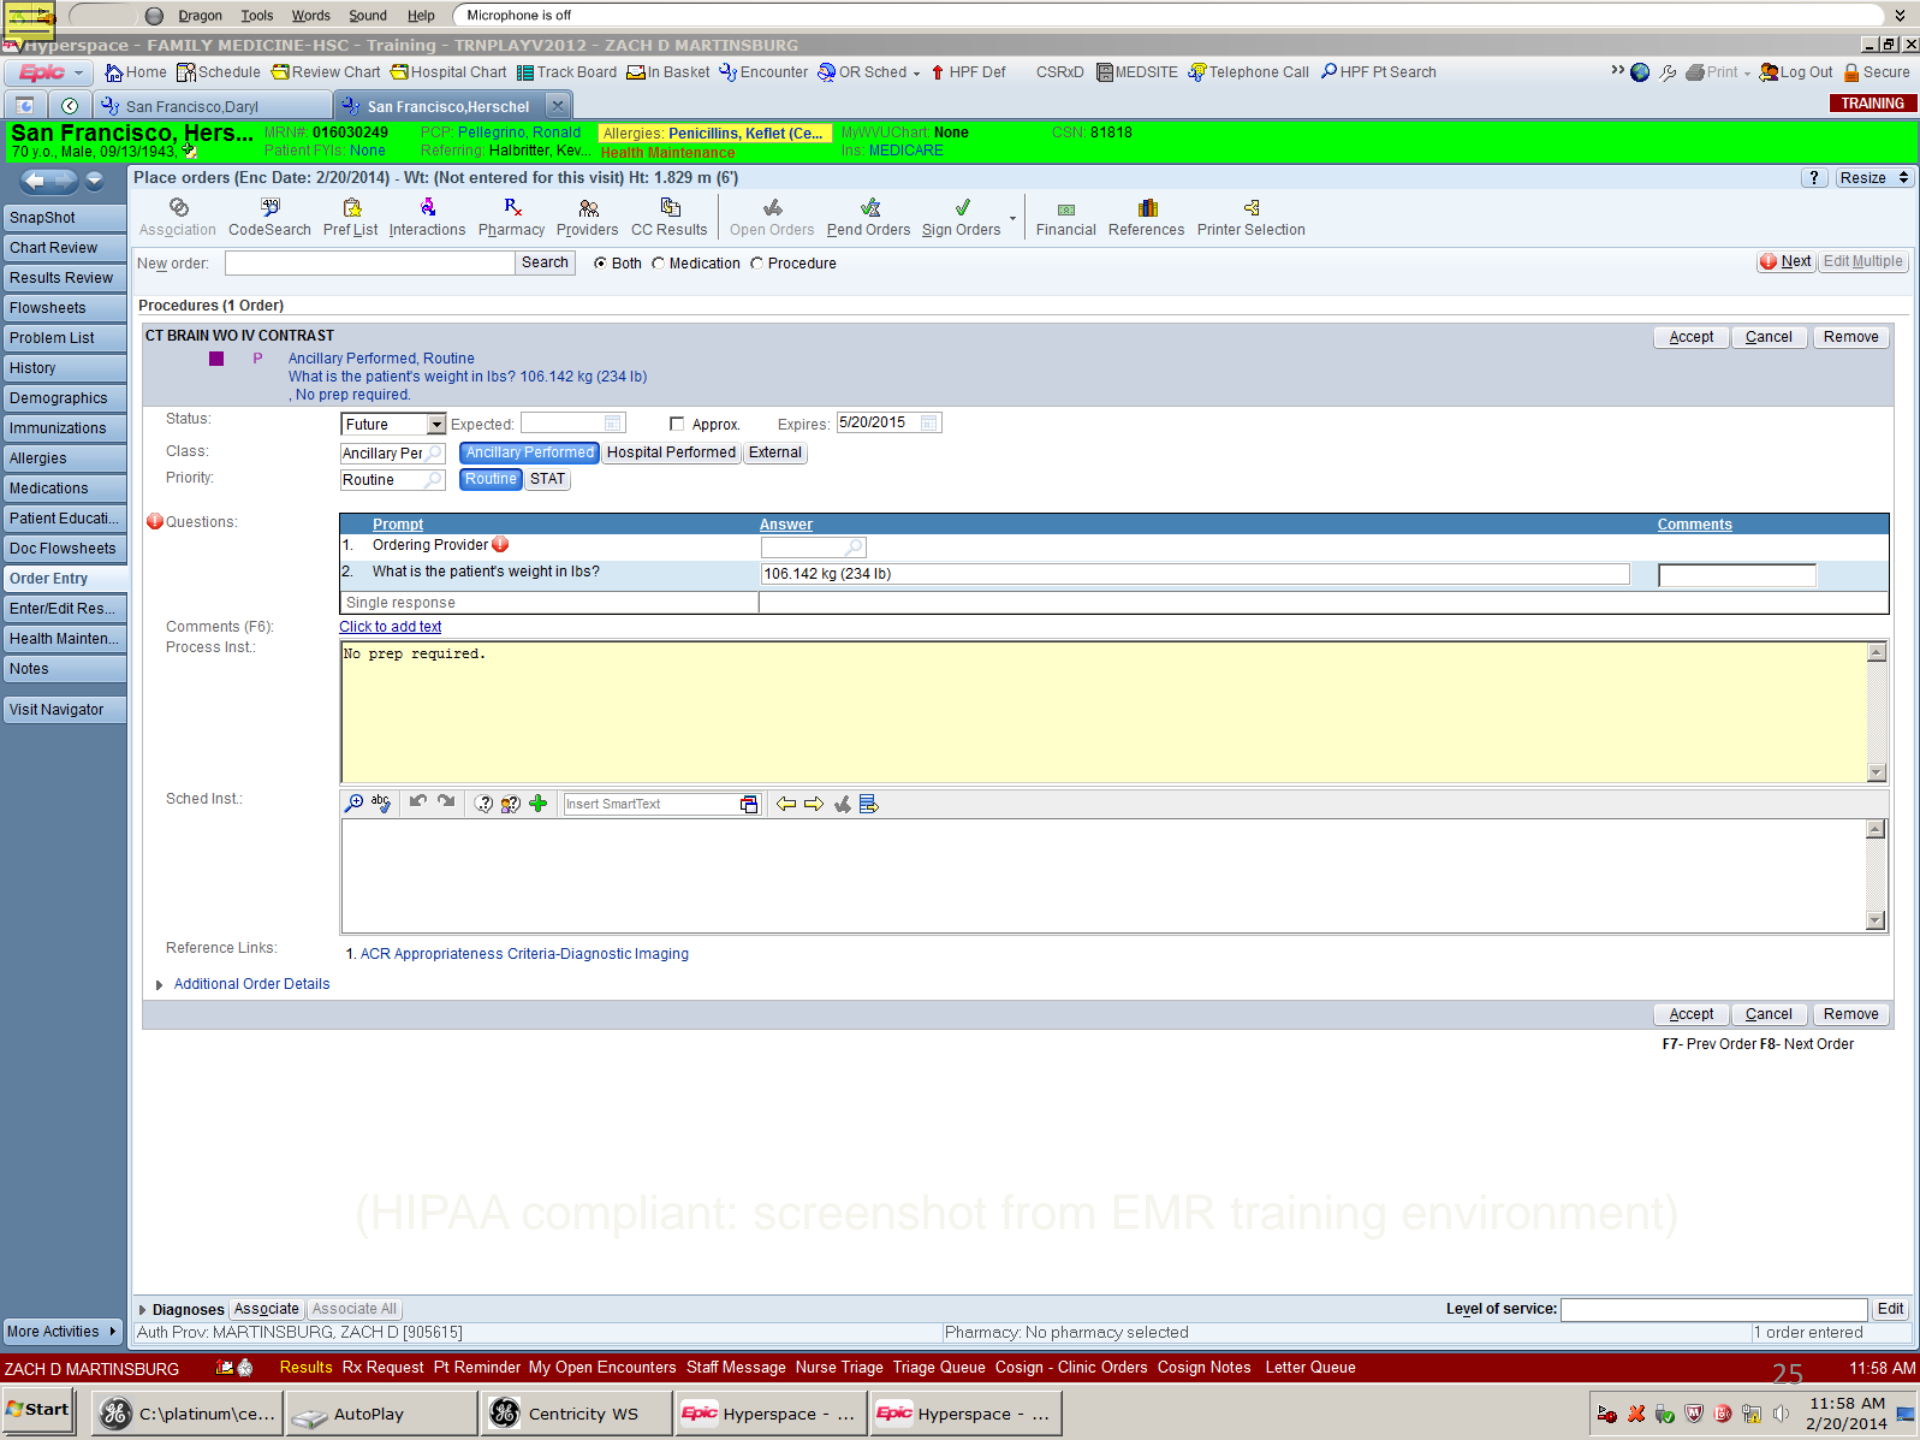 Dragon Tools Words Sound Help Microphone is off
Hyperspace - FAMILY MEDICINE-HSC - Training - TRNPLAYV2012 - ZACH D MARTINSBURG
Epic Home Schedule Review Chart Hospital Chart Track Board In Basket Encounter OR Sched HPF Def CSRxD MEDSITE Telephone Call HPF Pt Search >> Print Log Out Secure
San Francisco,Daryl San Francisco,Herschel TRAINING
San Francisco, Hers... MRN#: 016030249 PCP: Pellegrino, Ronald Allergies: Penicillins, Keflet (Ce... MyWVUChart: None CSN: 81818
70 y.o., Male, 09/13/1943, Patient FYIs: None Referring: Halbritter, Kev... Health Maintenance Ins: MEDICARE
Place orders (Enc Date: 2/20/2014) - Wt: (Not entered for this visit) Ht: 1.829 m (6') ? Resize
SnapShot
Chart Review
Results Review
Flowsheets
Problem List
History
Demographics
Immunizations
Allergies
Medications
Patient Educati...
Doc Flowsheets
Order Entry
Enter/Edit Res...
Health Mainten...
Notes
Visit Navigator
More Activities
Association CodeSearch Pref List Interactions Pharmacy Providers CC Results Open Orders Pend Orders Sign Orders Financial References Printer Selection
New order: Search Both Medication Procedure Next Edit Multiple
Procedures (1 Order)
CT BRAIN WO IV CONTRAST Accept Cancel Remove
P Ancillary Performed, Routine
What is the patient's weight in lbs? 106.142 kg (234 lb)
, No prep required.
Status: Future Expected: Approx. Expires: 5/20/2015
Class: Ancillary Per Ancillary Performed Hospital Performed External
Priority: Routine Routine STAT
Questions: Prompt Answer Comments
1. Ordering Provider
2. What is the patient's weight in lbs? 106.142 kg (234 lb)
Single response
Comments (F6): Click to add text
Process Inst.: No prep required.
Sched Inst.: Insert SmartText
Reference Links: 1. ACR Appropriateness Criteria-Diagnostic Imaging
Additional Order Details
Accept Cancel Remove
F7- Prev Order F8- Next Order
(HIPAA compliant: screenshot from EMR training environment)
Diagnoses Associate Associate All Level of service: Edit
Auth Prov: MARTINSBURG, ZACH D [905615] Pharmacy: No pharmacy selected 1 order entered
ZACH D MARTINSBURG Results Rx Request Pt Reminder My Open Encounters Staff Message Nurse Triage Triage Queue Cosign - Clinic Orders Cosign Notes Letter Queue 25 11:58 AM
Start C:\platinum\ce... AutoPlay Centricity WS Epic Hyperspace - ... Epic Hyperspace - ... 11:58 AM
2/20/2014